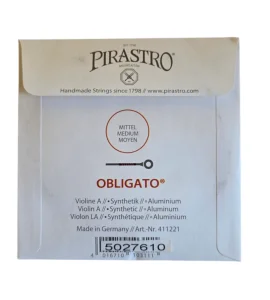 PIRASTRO
Handmade Strings since 1798 // www.pirastro.com
MITTEL
MEDIUM
MOYEN
OBLIGATO®
Violine A // •Synthetik // •Aluminium
Violin A // •Synthetic // Aluminum
Violon LA // •Synthétique // Aluminium
Made in Germany // Art.-Nr. 411221
5027610